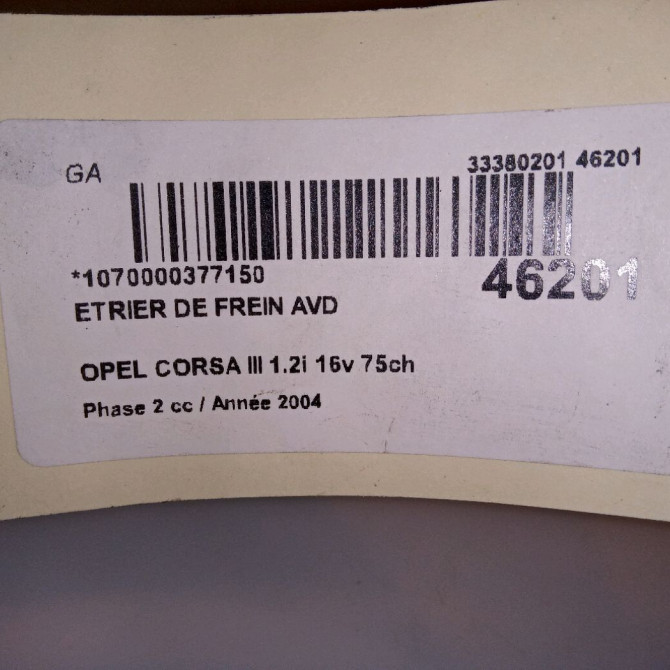 GA
33380201 46201
*1070000377150
46201
ETRIER DE FREIN AVD
OPEL CORSA III 1.2i 16v 75ch
Phase 2 cc / Année 2004